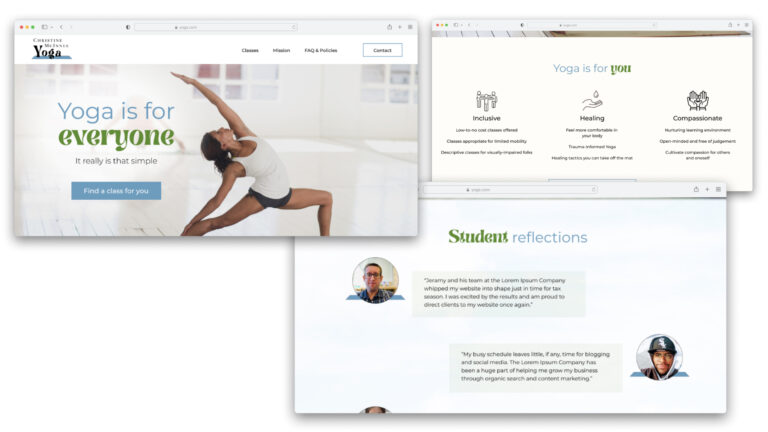 yoga.com
CHRISTINE
MCINNIS
Yoga
Classes
Mission
FAQ & Policies
Contact
Yoga is for
everyone
It really is that simple
Find a class for you
yoga.com
Yoga is for you
Inclusive
Low-to-no cost classes offered
Classes appropriate for limited mobility
Descriptive classes for visually-impaired folks
Healing
Feel more comfortable in
your body
Trauma Informed Yoga
Healing tactics you can take off the mat
Compassionate
Nurturing learning environment
Open-minded and free of judgement
Cultivate compassion for others
and oneself
yoga.com
Student reflections
"Jeramy and his team at the Lorem Ipsum Company
whipped my website into shape just in time for tax
season. I was excited by the results and am proud to
direct clients to my website once again."
"My busy schedule leaves little, if any, time for blogging
and social media. The Lorem Ipsum Company has
been a huge part of helping me grow my business
through organic search and content marketing."